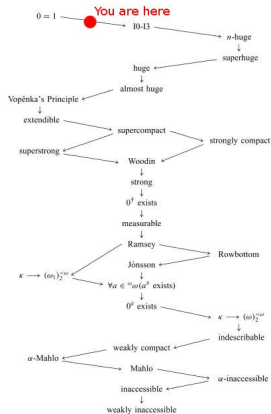 You are here
0 = 1
I0-I3
n-huge
superhuge
huge
almost huge
Vopěnka's Principle
extendible
supercompact
strongly compact
superstrong
Woodin
strong
0† exists
measurable
Ramsey
Rowbottom
Jónsson
κ → (ω₁)₂^<ω
∀a ∈ ^ωω(a# exists)
0# exists
κ → (ω)₂^<ω
indescribable
weakly compact
α-Mahlo
Mahlo
α-inaccessible
inaccessible
weakly inaccessible